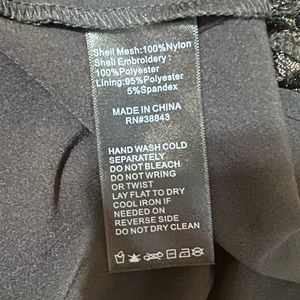 Shell Mesh:100%Nylon
Shell Embroidery :
100%Polyester
Lining:95%Polyester
5%Spandex
MADE IN CHINA
RN#38843
HAND WASH COLD
SEPARATELY
DO NOT BLEACH
DO NOT WRING
OR TWIST
LAY FLAT TO DRY
COOL IRON IF
NEEDED ON
REVERSE SIDE
DO NOT DRY CLEAN